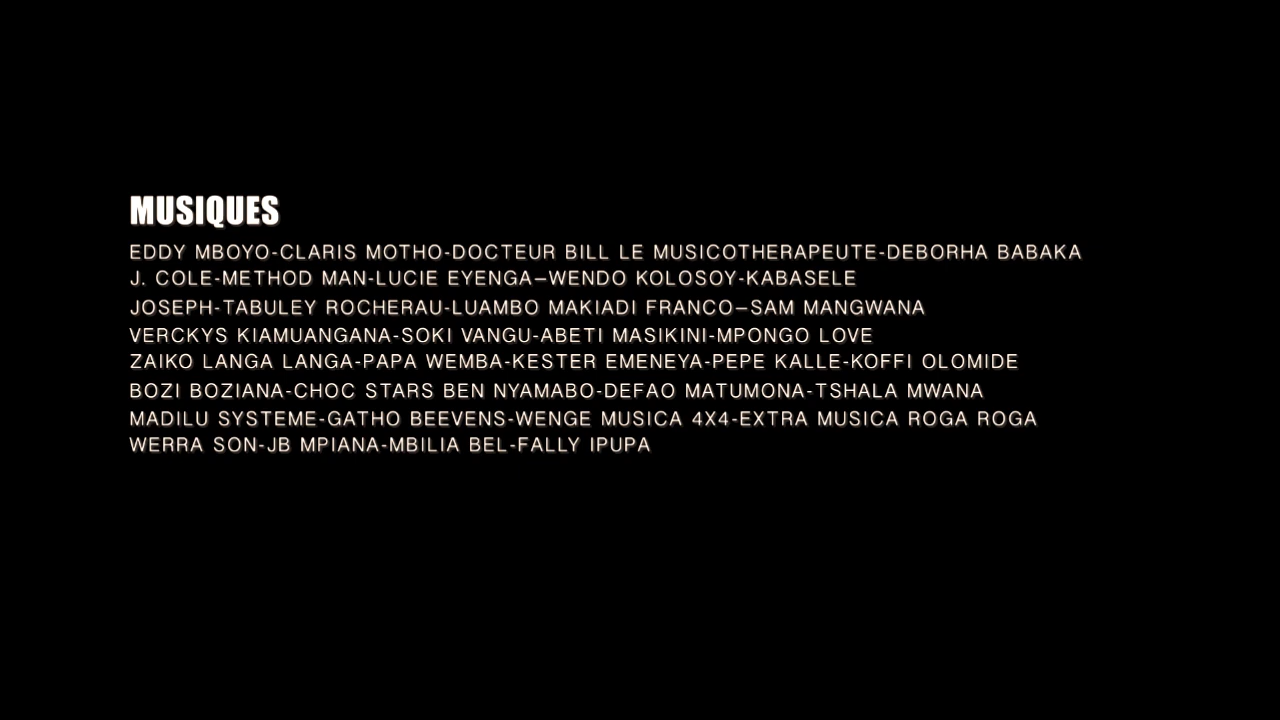 MUSIQUES
EDDY MBOYO-CLARIS MOTHO-DOCTEUR BILL LE MUSICOTHERAPEUTE-DEBORHA BABAKA
J. COLE-METHOD MAN-LUCIE EYENGA–WENDO KOLOSOY-KABASELE
JOSEPH-TABULEY ROCHERAU-LUAMBO MAKIADI FRANCO–SAM MANGWANA
VERCKYS KIAMUANGANA-SOKI VANGU-ABETI MASIKINI-MPONGO LOVE
ZAIKO LANGA LANGA-PAPA WEMBA-KESTER EMENEYA-PEPE KALLE-KOFFI OLOMIDE
BOZI BOZIANA-CHOC STARS BEN NYAMABO-DEFAO MATUMONA-TSHALA MWANA
MADILU SYSTEME-GATHO BEEVENS-WENGE MUSICA 4X4-EXTRA MUSICA ROGA ROGA
WERRA SON-JB MPIANA-MBILIA BEL-FALLY IPUPA